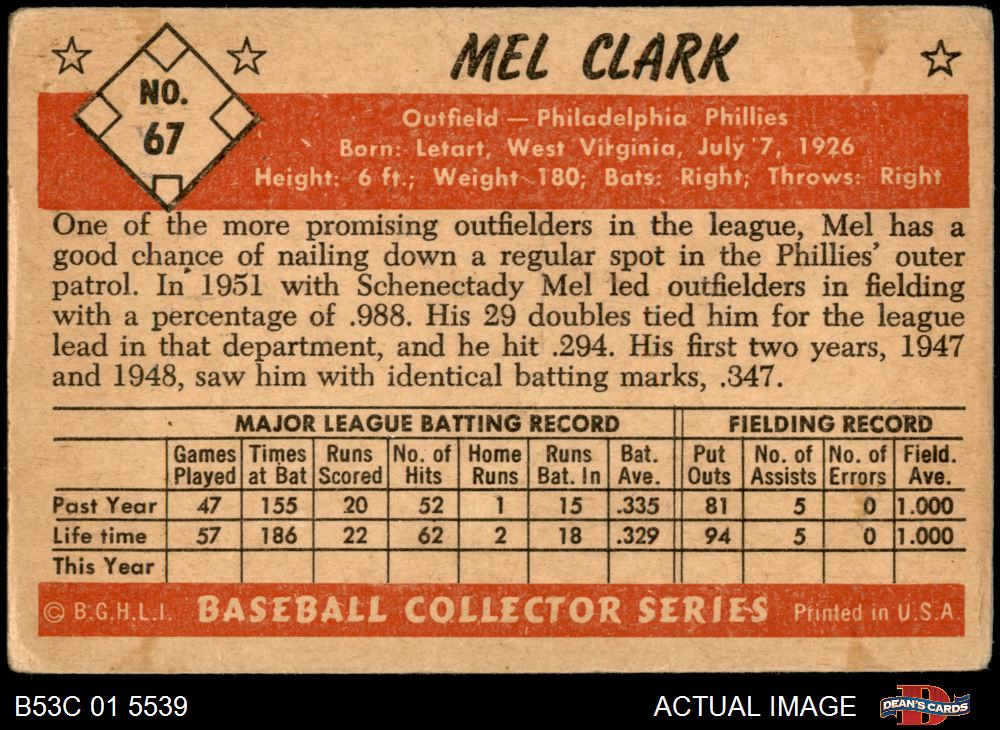 MEL CLARK
NO.
67
Outfield — Philadelphia Phillies
Born: Letart, West Virginia, July 7, 1926
Height: 6 ft.; Weight 180; Bats: Right; Throws: Right
One of the more promising outfielders in the league, Mel has a
good chance of nailing down a regular spot in the Phillies' outer
patrol. In 1951 with Schenectady Mel led outfielders in fielding
with a percentage of .988. His 29 doubles tied him for the league
lead in that department, and he hit .294. His first two years, 1947
and 1948, saw him with identical batting marks, .347.
MAJOR LEAGUE BATTING RECORD FIELDING RECORD
Games Times Runs No. of Home Runs Bat. Put No. of No. of Field.
Played at Bat Scored Hits Runs Bat. In Ave. Outs Assists Errors Ave.
Past Year 47 155 20 52 1 15 .335 81 5 0 1.000
Life time 57 186 22 62 2 18 .329 94 5 0 1.000
This Year
© B.G.H.L.I. BASEBALL COLLECTOR SERIES Printed in U.S.A.
B53C 01 5539 ACTUAL IMAGE DEAN'S CARDS